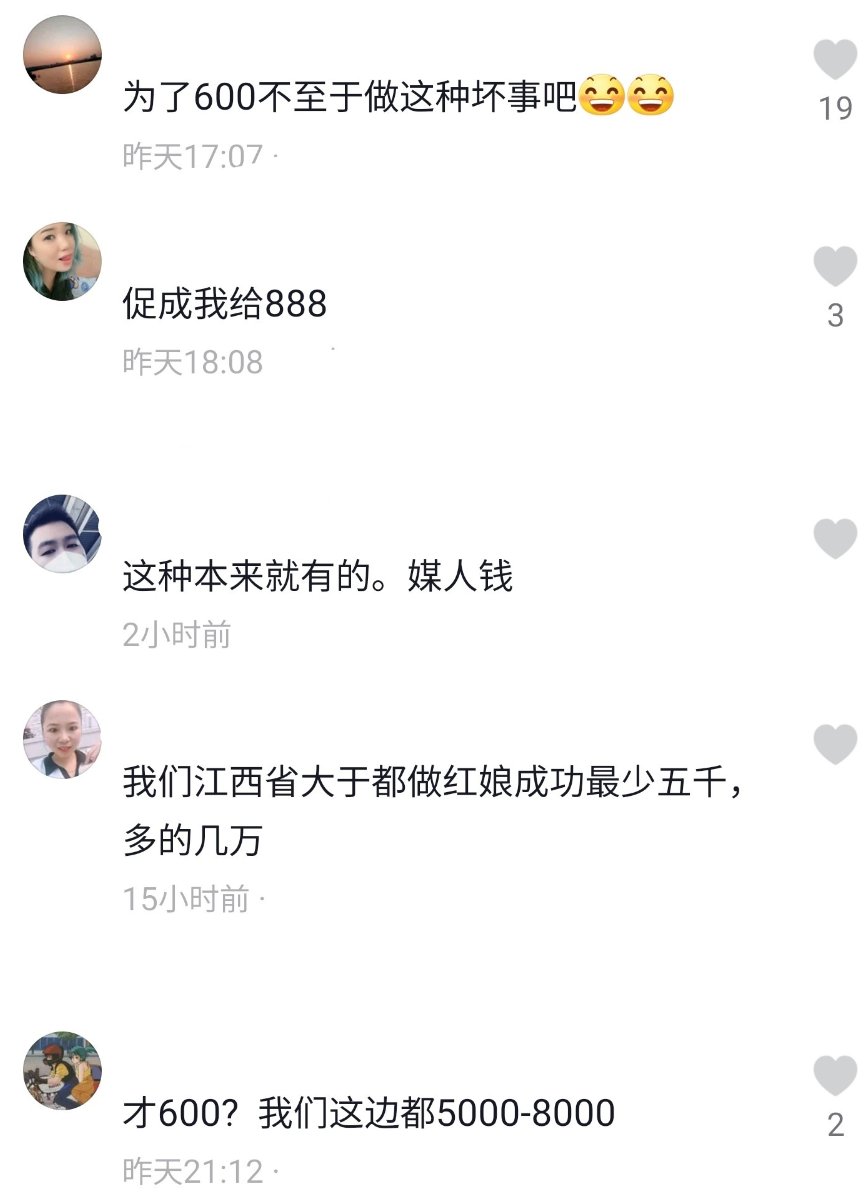 为了600不至于做这种坏事吧😄😄
19
昨天17:07 ·
促成我给888
3
昨天18:08
这种本来就有的。媒人钱
2小时前
我们江西省大于都做红娘成功最少五千，
多的几万
15小时前 ·
才600？我们这边都5000-8000
2
昨天21:12 ·